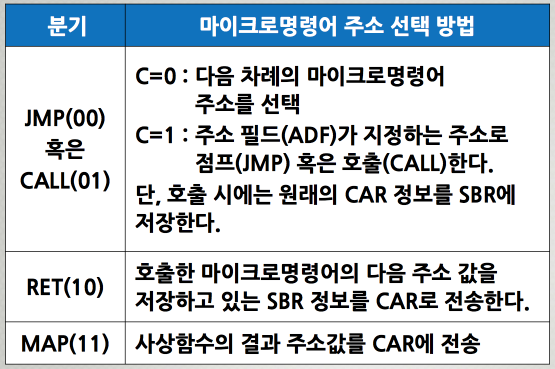 분기
마이크로명령어 주소 선택 방법
JMP(00)
혹은
CALL(01)
C=0 : 다음 차례의 마이크로명령어
주소를 선택
C=1 : 주소 필드(ADF)가 지정하는 주소로
점프(JMP) 혹은 호출(CALL)한다.
단, 호출 시에는 원래의 CAR 정보를 SBR에
저장한다.
RET(10)
호출한 마이크로명령어의 다음 주소 값을
저장하고 있는 SBR 정보를 CAR로 전송한다.
MAP(11)
사상함수의 결과 주소값를 CAR에 전송